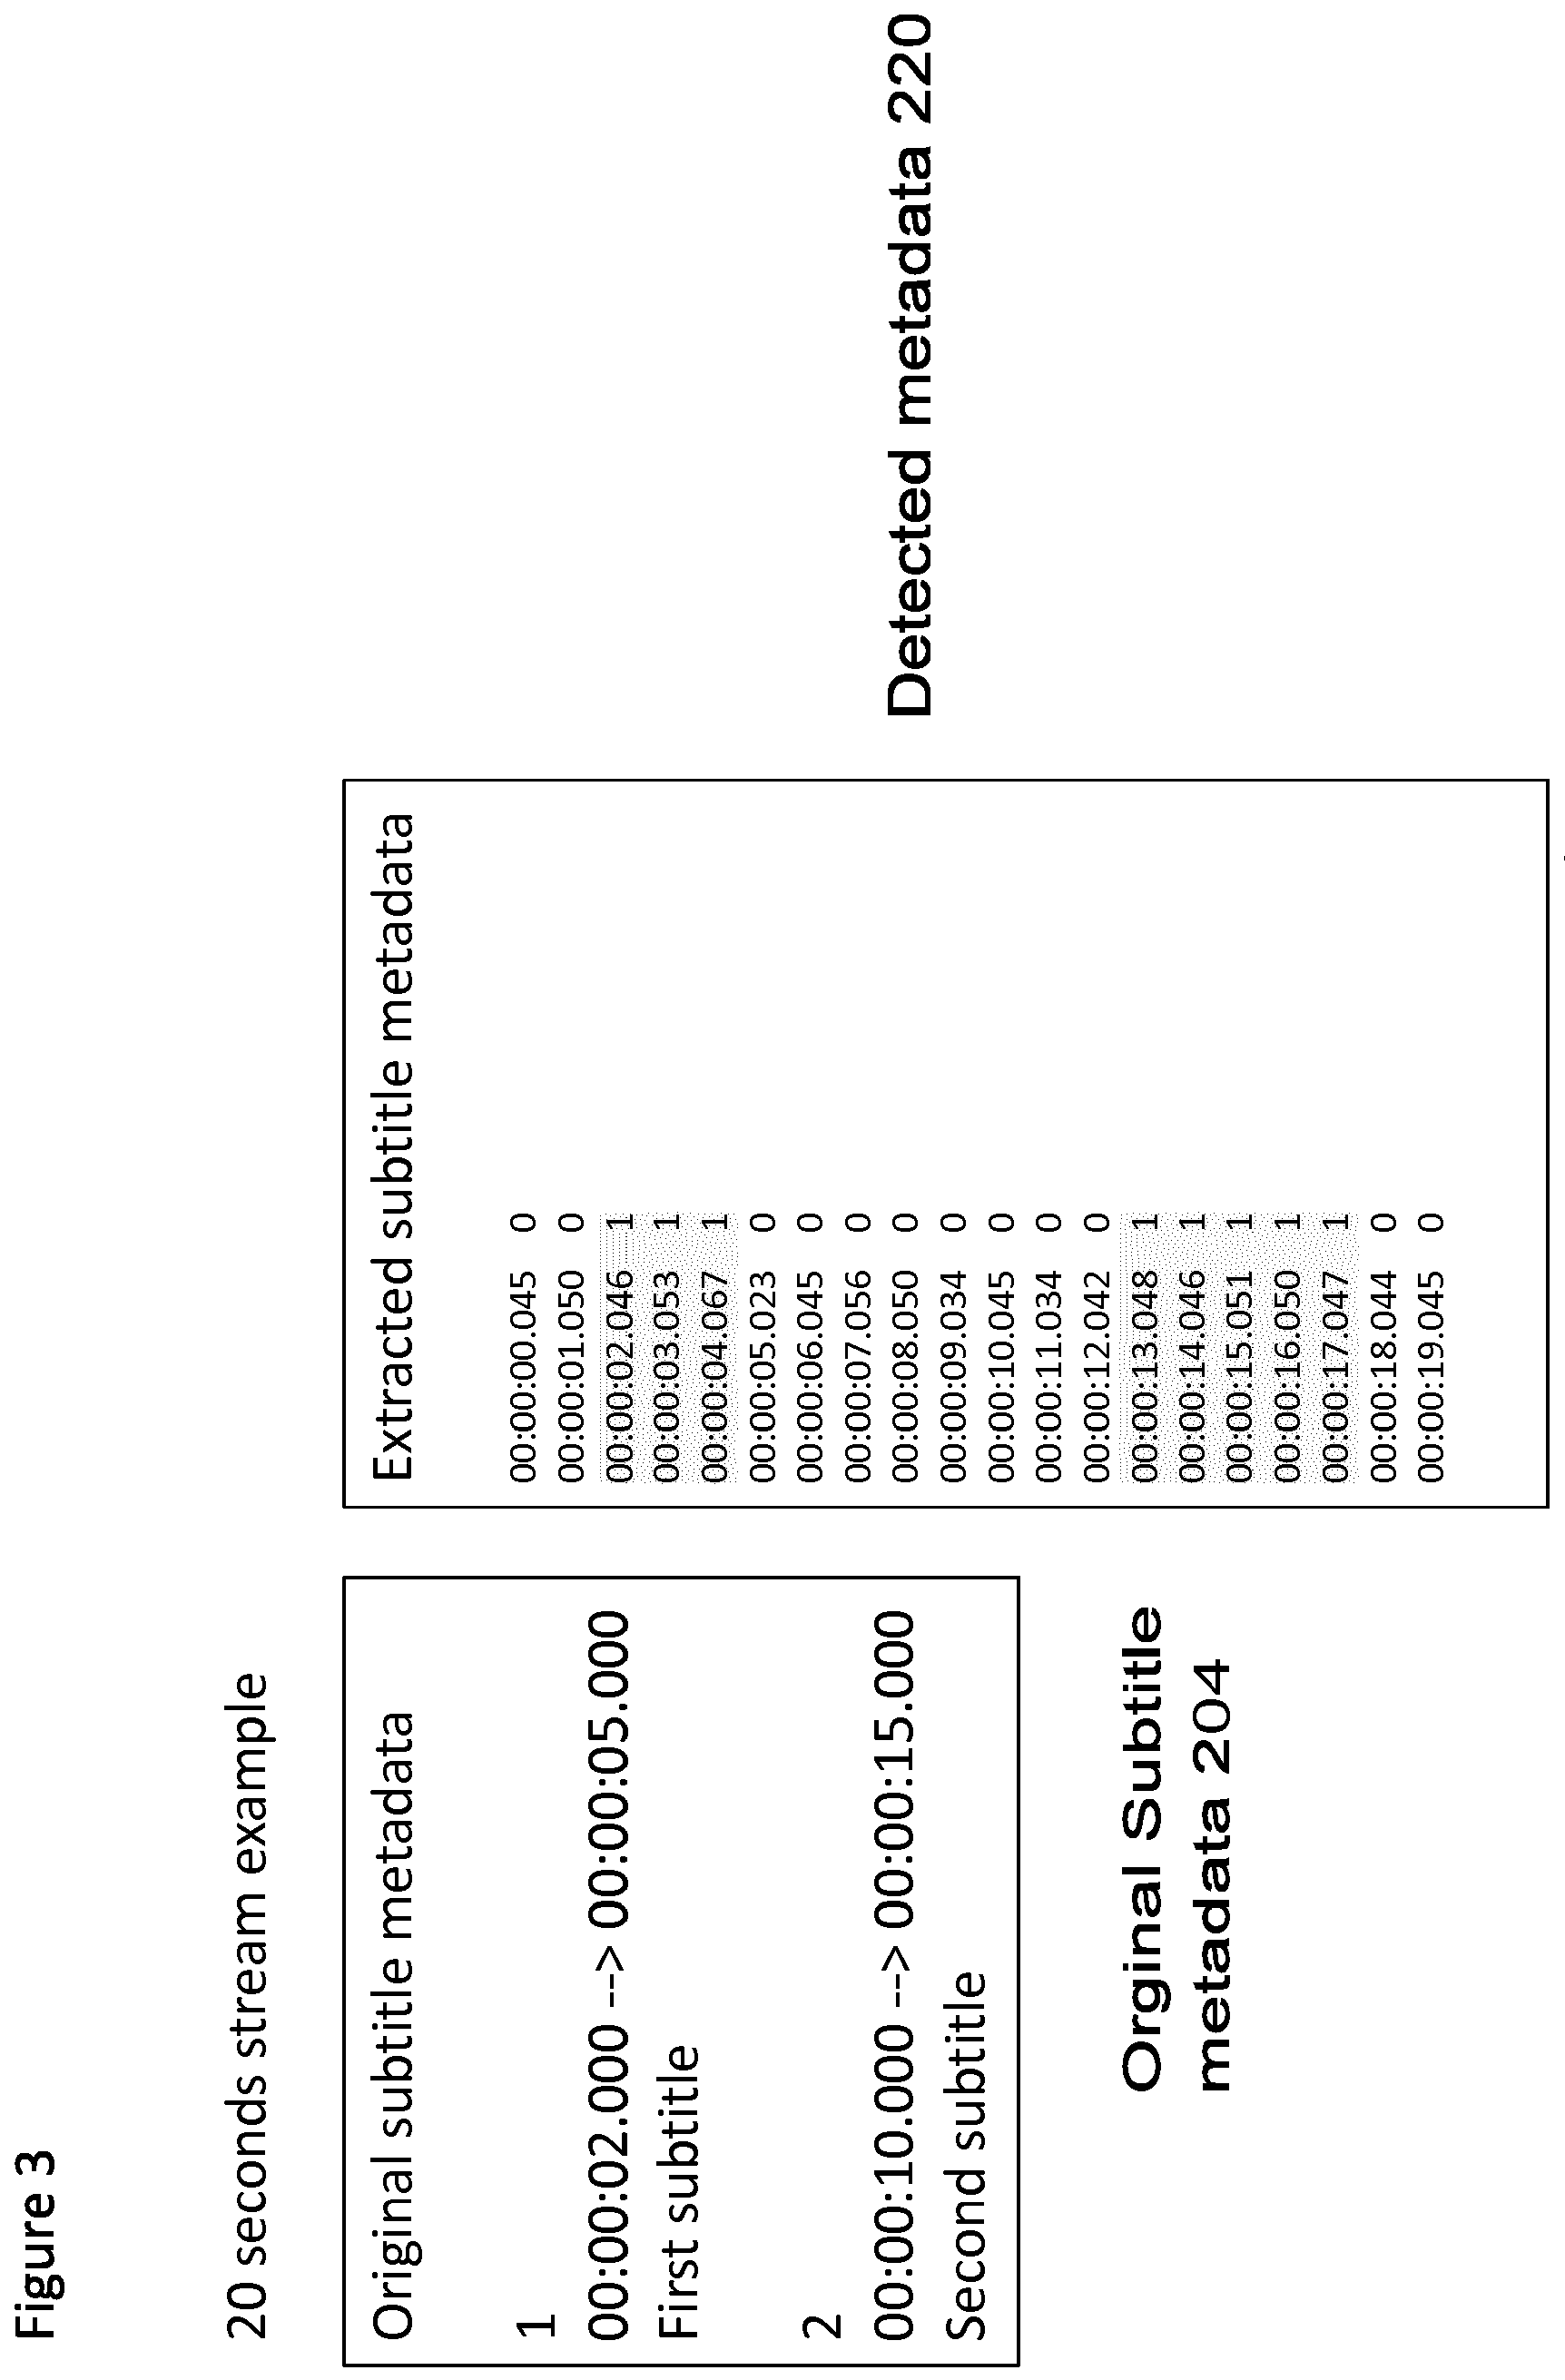 Figure 3
20 seconds stream example
Original subtitle metadata
1
00:00:02.000 --> 00:00:05.000
First subtitle
2
00:00:10.000 --> 00:00:15.000
Second subtitle
Orginal Subtitle
metadata 204
Extracted subtitle metadata
00:00:00.045 0
00:00:01.050 0
00:00:02.046 1
00:00:03.053 1
00:00:04.067 1
00:00:05.023 0
00:00:06.045 0
00:00:07.056 0
00:00:08.050 0
00:00:09.034 0
00:00:10.045 0
00:00:11.034 0
00:00:12.042 0
00:00:13.048 1
00:00:14.046 1
00:00:15.051 1
00:00:16.050 1
00:00:17.047 1
00:00:18.044 0
00:00:19.045 0
Detected metadata 220